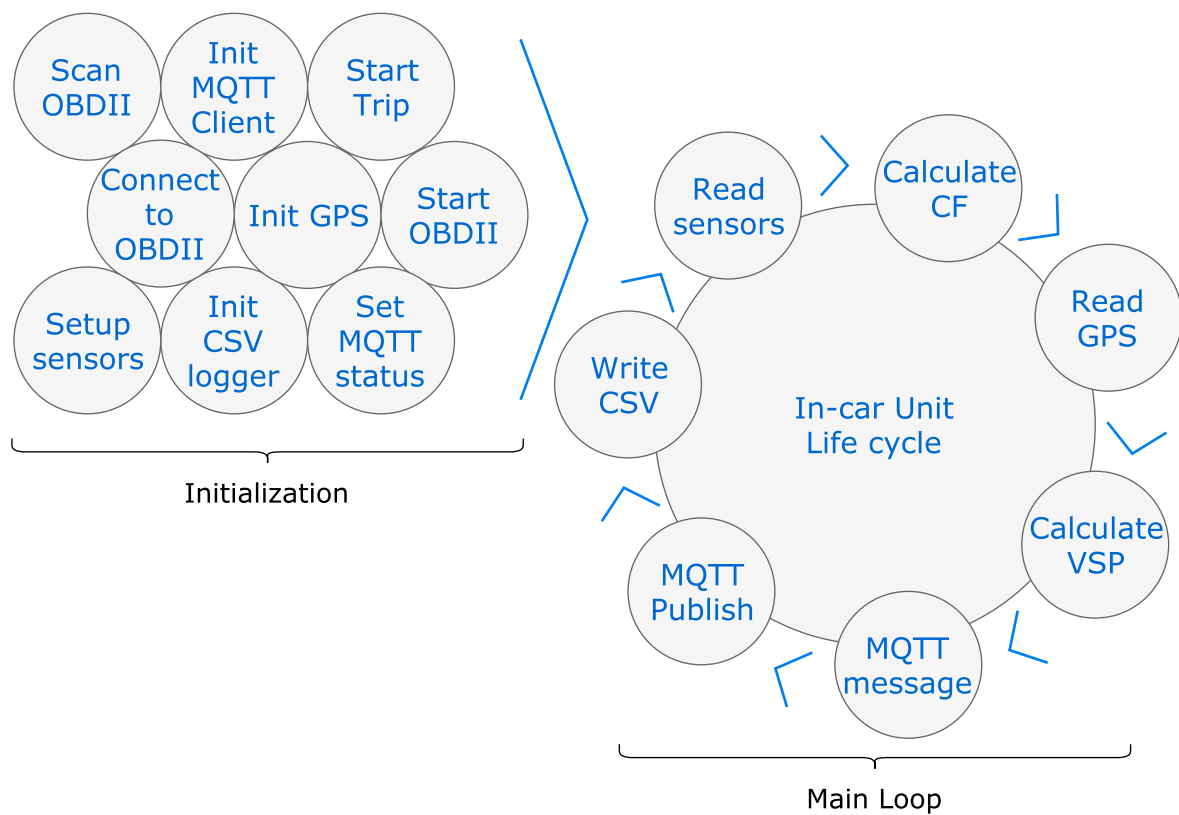 Scan
OBDII
Init
MQTT
Client
Start
Trip
Connect
to
OBDII
Init GPS
Start
OBDII
Setup
sensors
Init
CSV
logger
Set
MQTT
status
Initialization
Read
sensors
Calculate
CF
Read
GPS
Calculate
VSP
MQTT
message
MQTT
Publish
Write
CSV
In-car Unit
Life cycle
Main Loop